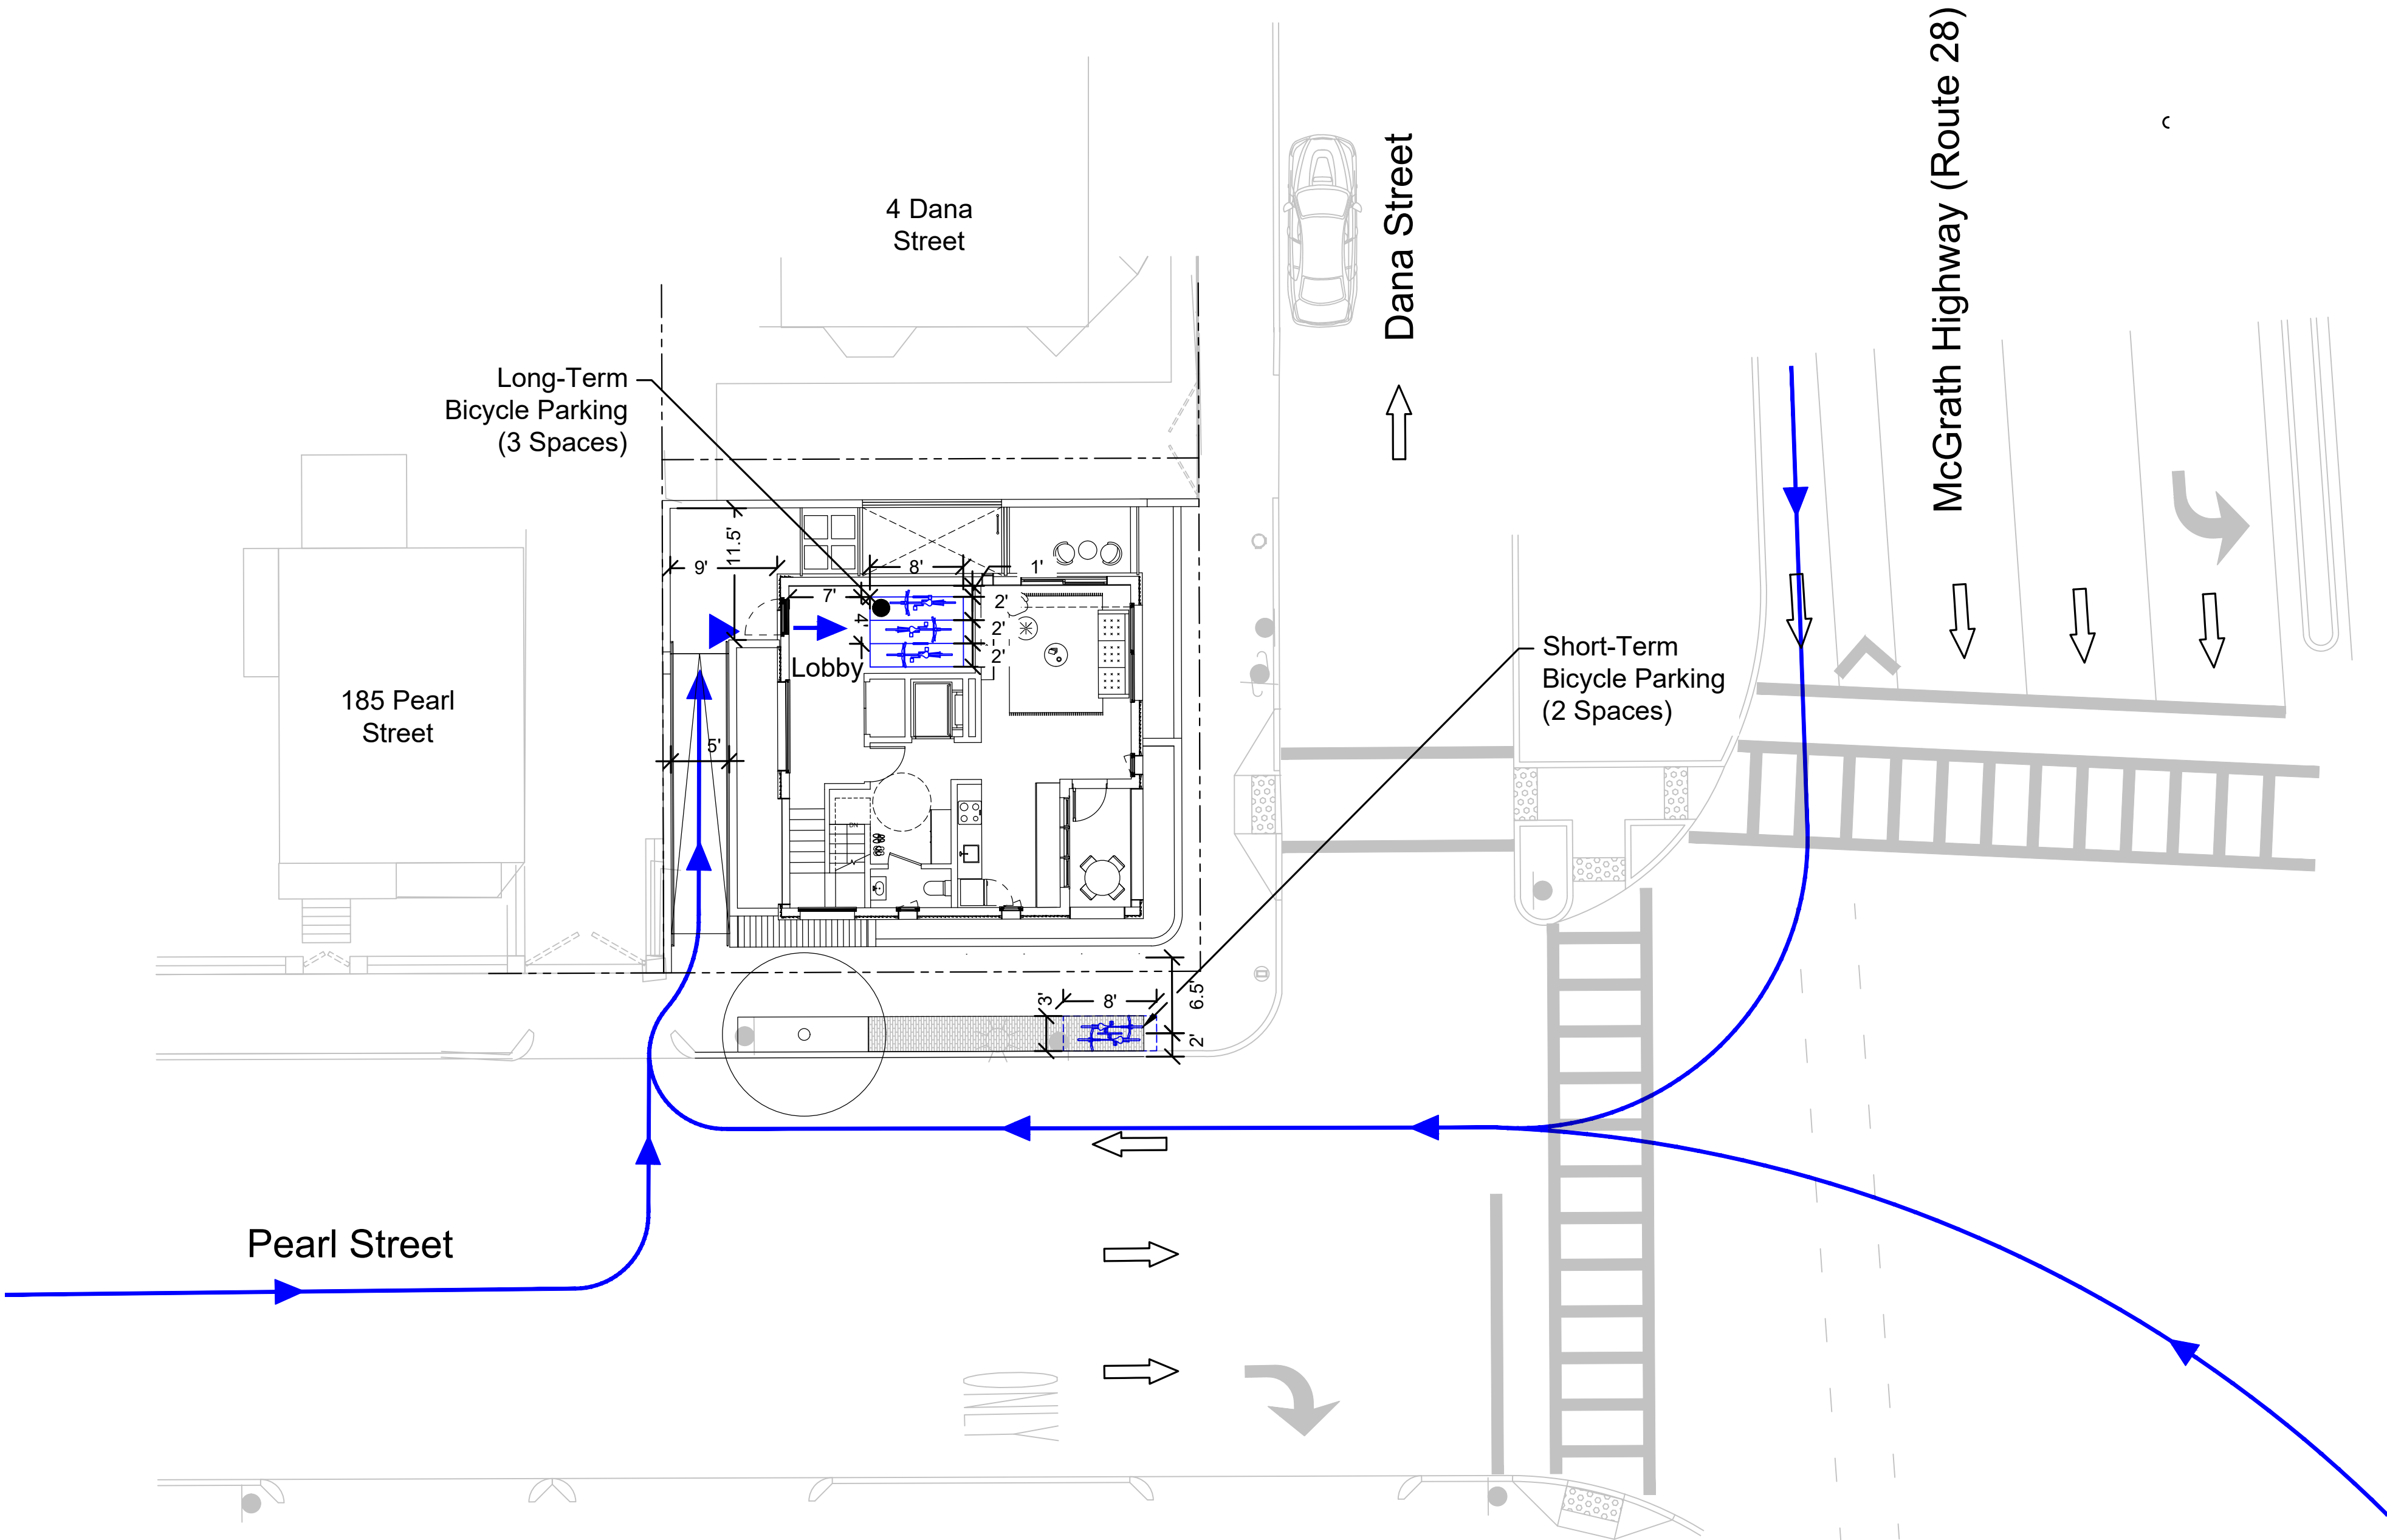 McGrath Highway (Route 28)
Dana Street
4 Dana
Street
Long-Term
Bicycle Parking
(3 Spaces)
11.5'
9'
8'
1'
7'
2'
4'
2'
2'
Lobby
Short-Term
Bicycle Parking
(2 Spaces)
185 Pearl
Street
5'
DN
6.5'
3'
8'
2'
Pearl Street
ONLY